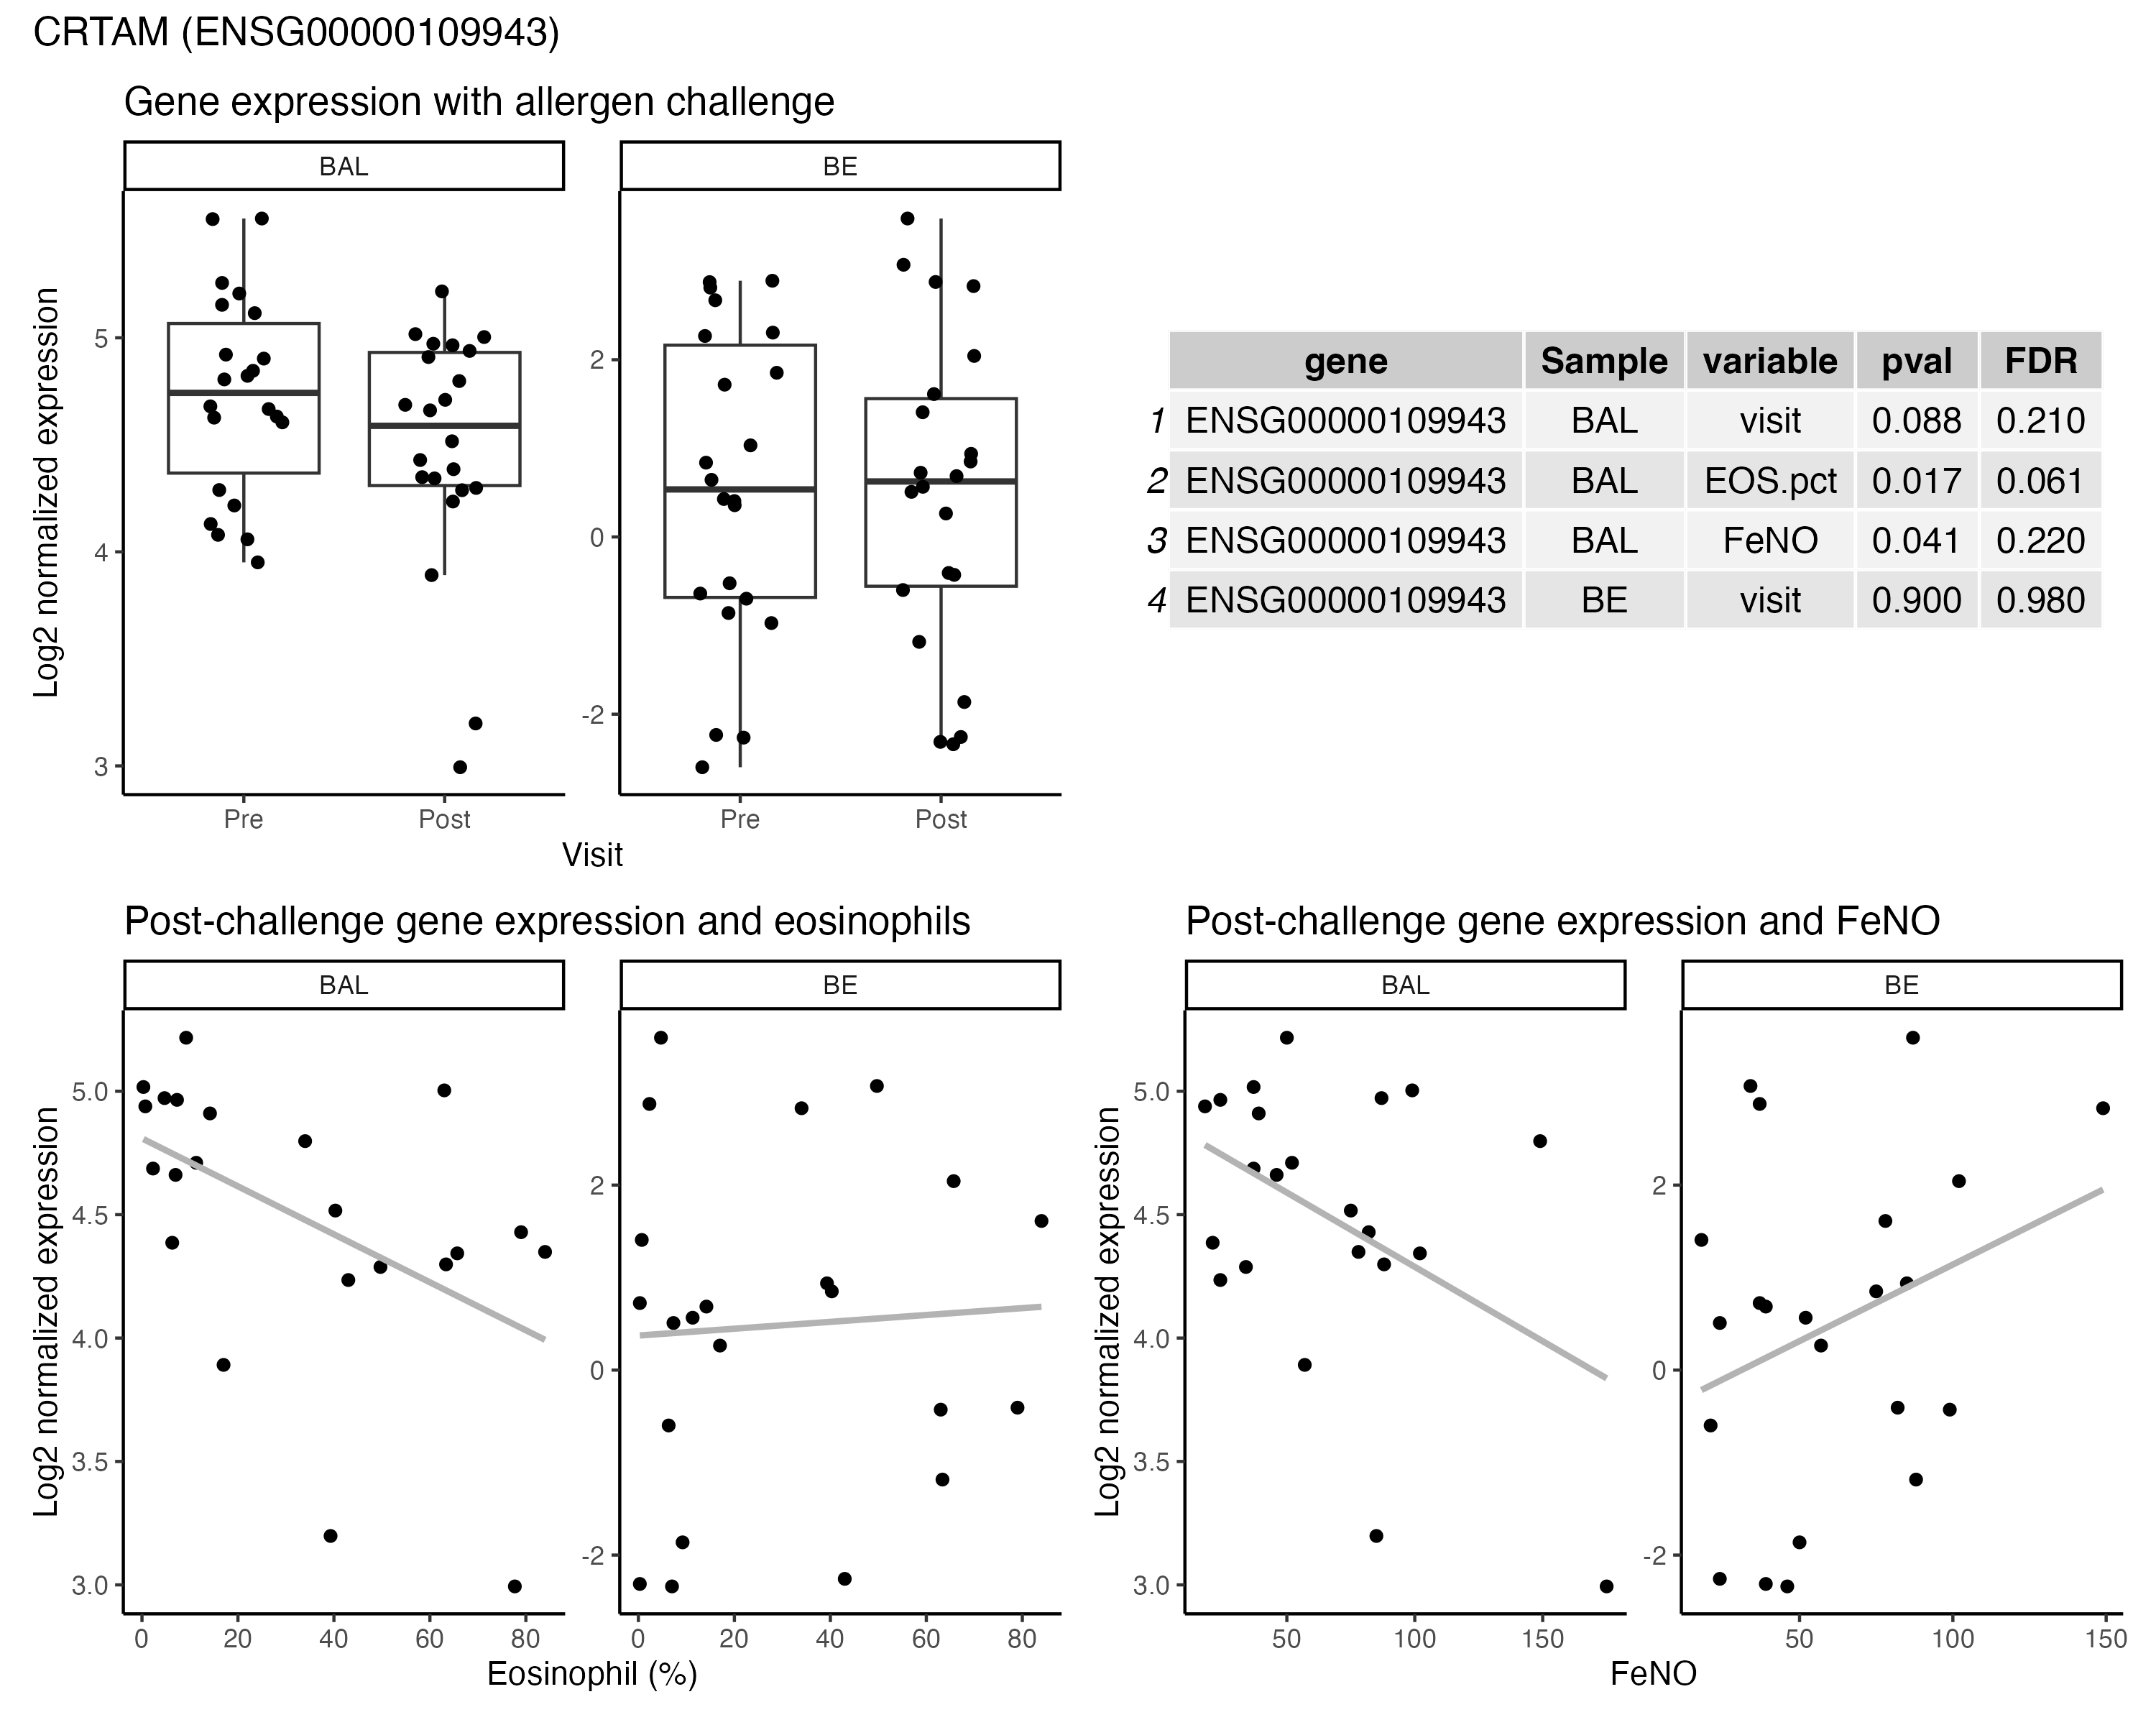 CRTAM (ENSG00000109943)
Gene expression with allergen challenge
BAL
BE
Log2 normalized expression
5
4
3
2
0
-2
Pre
Post
Pre
Post
Visit
gene Sample variable pval FDR
1 ENSG00000109943 BAL visit 0.088 0.210
2 ENSG00000109943 BAL EOS.pct 0.017 0.061
3 ENSG00000109943 BAL FeNO 0.041 0.220
4 ENSG00000109943 BE visit 0.900 0.980
Post-challenge gene expression and eosinophils
BAL
BE
Log2 normalized expression
5.0
4.5
4.0
3.5
3.0
2
0
-2
0 20 40 60 80
0 20 40 60 80
Eosinophil (%)
Post-challenge gene expression and FeNO
BAL
BE
Log2 normalized expression
5.0
4.5
4.0
3.5
3.0
2
0
-2
50 100 150
50 100 150
FeNO